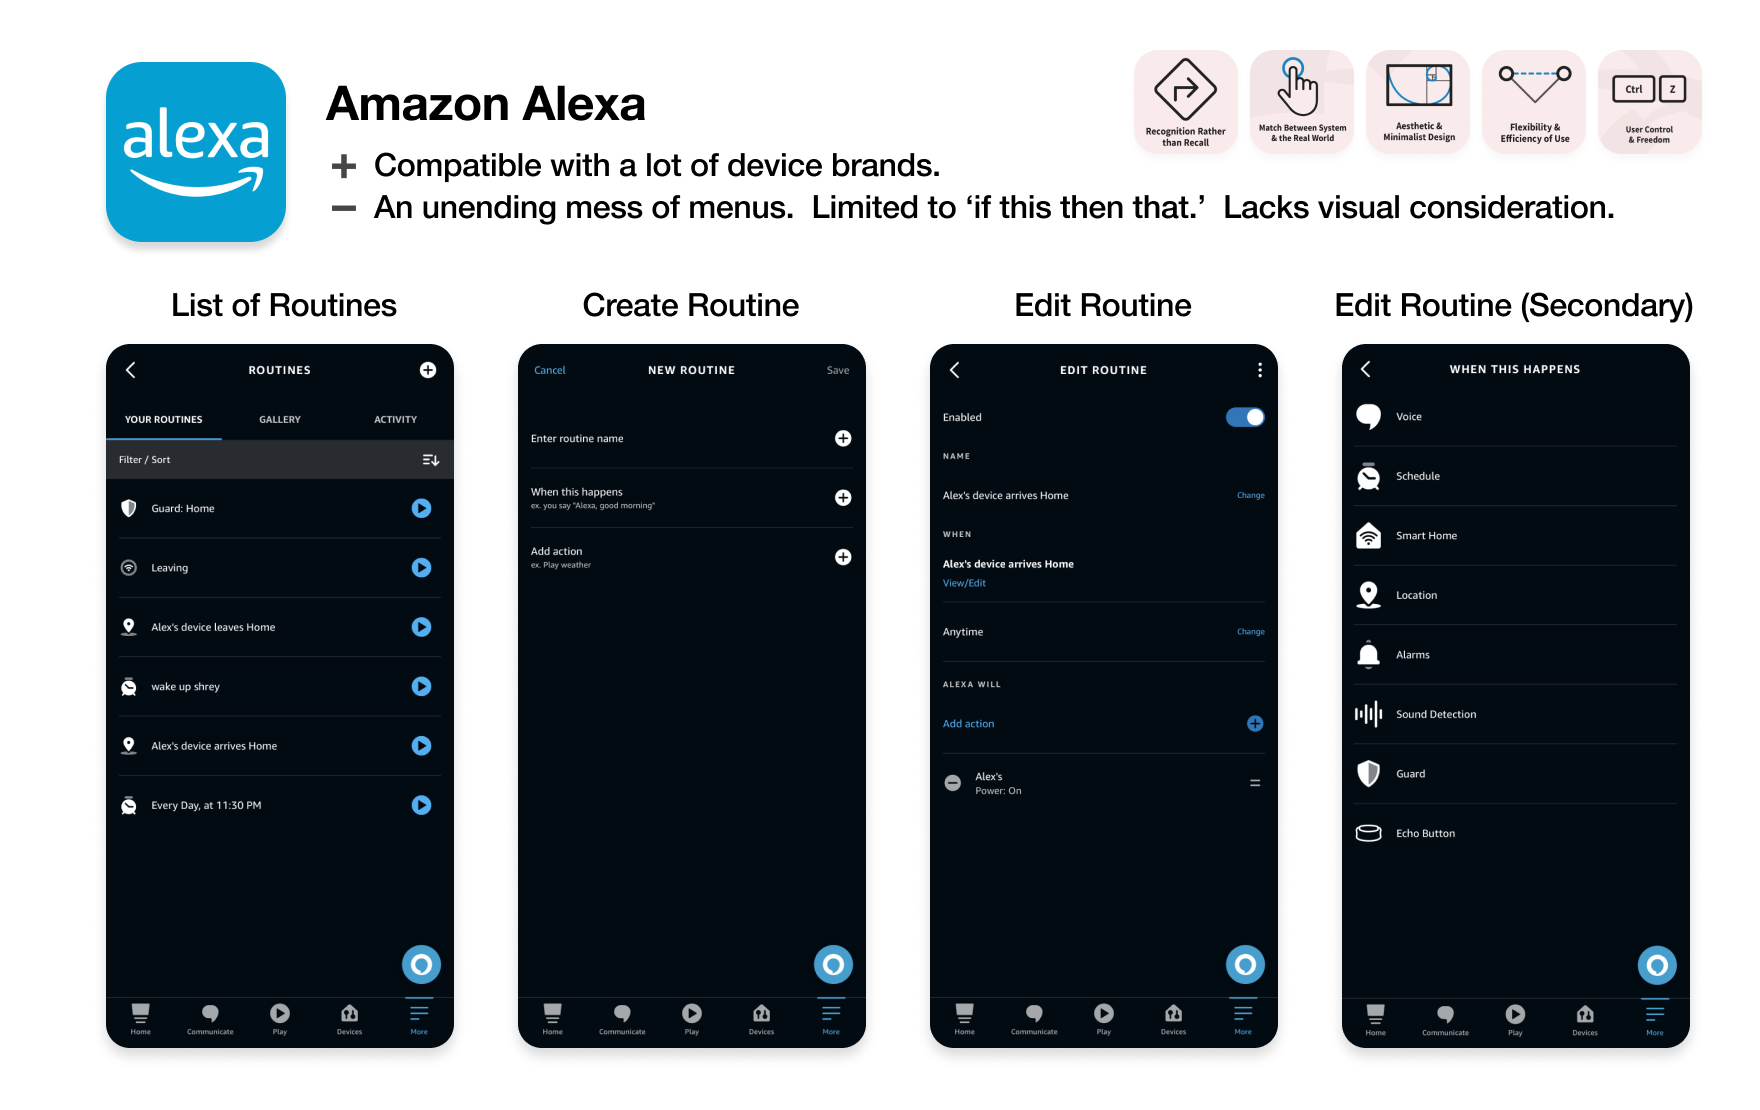 alexa
Amazon Alexa
+ Compatible with a lot of device brands.
− An unending mess of menus. Limited to ‘if this then that.’ Lacks visual consideration.
Recognition Rather
than Recall
Match Between System
& the Real World
Aesthetic &
Minimalist Design
Flexibility &
Efficiency of Use
Ctrl Z
User Control
& Freedom
List of Routines
ROUTINES
YOUR ROUTINES GALLERY ACTIVITY
Filter / Sort
Guard: Home
Leaving
Alex's device leaves Home
wake up shrey
Alex's device arrives Home
Every Day, at 11:30 PM
Home Communicate Play Devices More
Create Routine
Cancel NEW ROUTINE Save
Enter routine name
When this happens
ex. you say "Alexa, good morning"
Add action
ex. Play weather
Home Communicate Play Devices More
Edit Routine
EDIT ROUTINE
Enabled
NAME
Alex's device arrives Home Change
WHEN
Alex's device arrives Home
View/Edit
Anytime Change
ALEXA WILL
Add action
Alex's
Power: On
Home Communicate Play Devices More
Edit Routine (Secondary)
WHEN THIS HAPPENS
Voice
Schedule
Smart Home
Location
Alarms
Sound Detection
Guard
Echo Button
Home Communicate Play Devices More